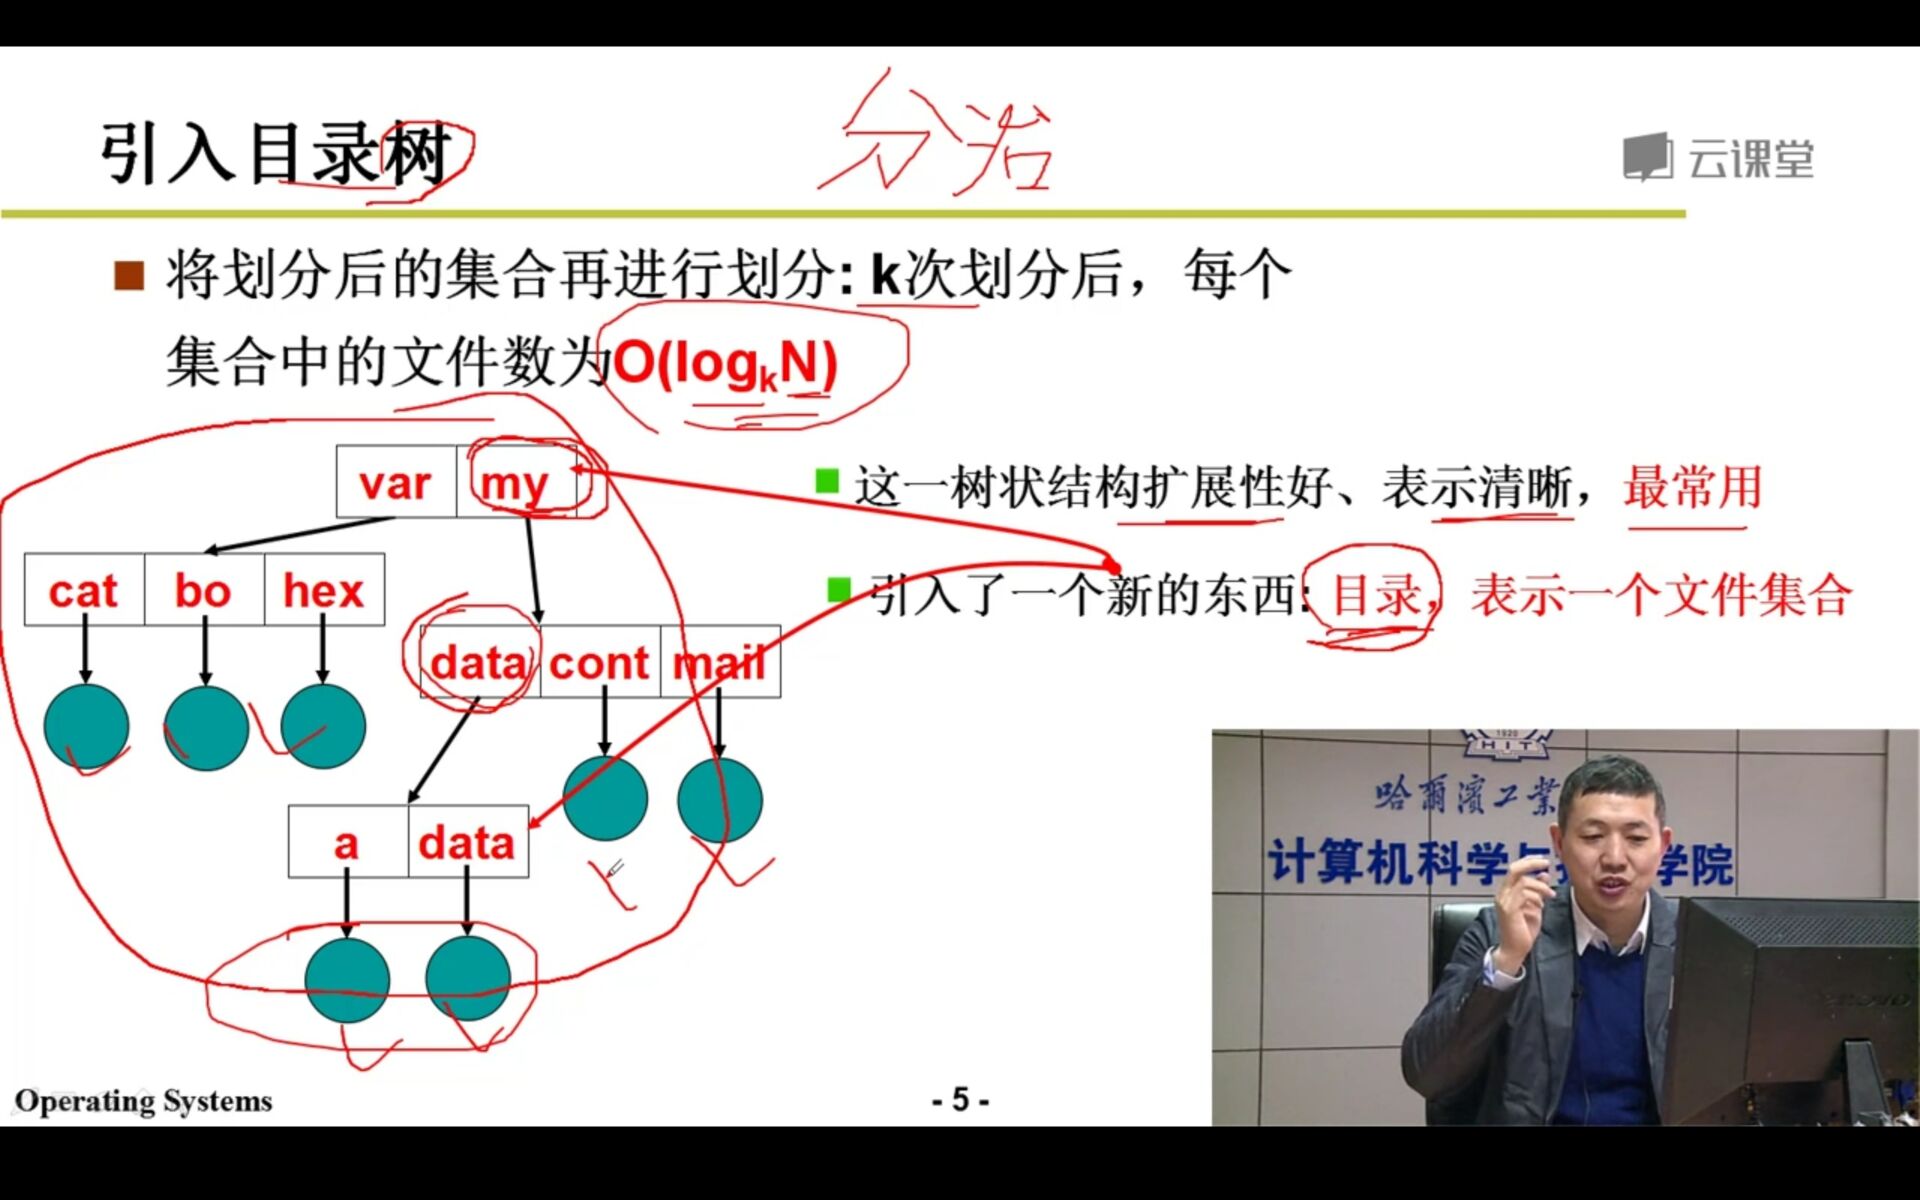 引入目录树
分治
云课堂
将划分后的集合再进行划分: k次划分后，每个
集合中的文件数为O(logkN)
var my
这一树状结构扩展性好、表示清晰，最常用
cat bo hex
引入了一个新的东西: 目录，表示一个文件集合
data cont mail
a data
1920
HIT
哈爾濱工業
计算机科学与 学院
Operating Systems
- 5 -